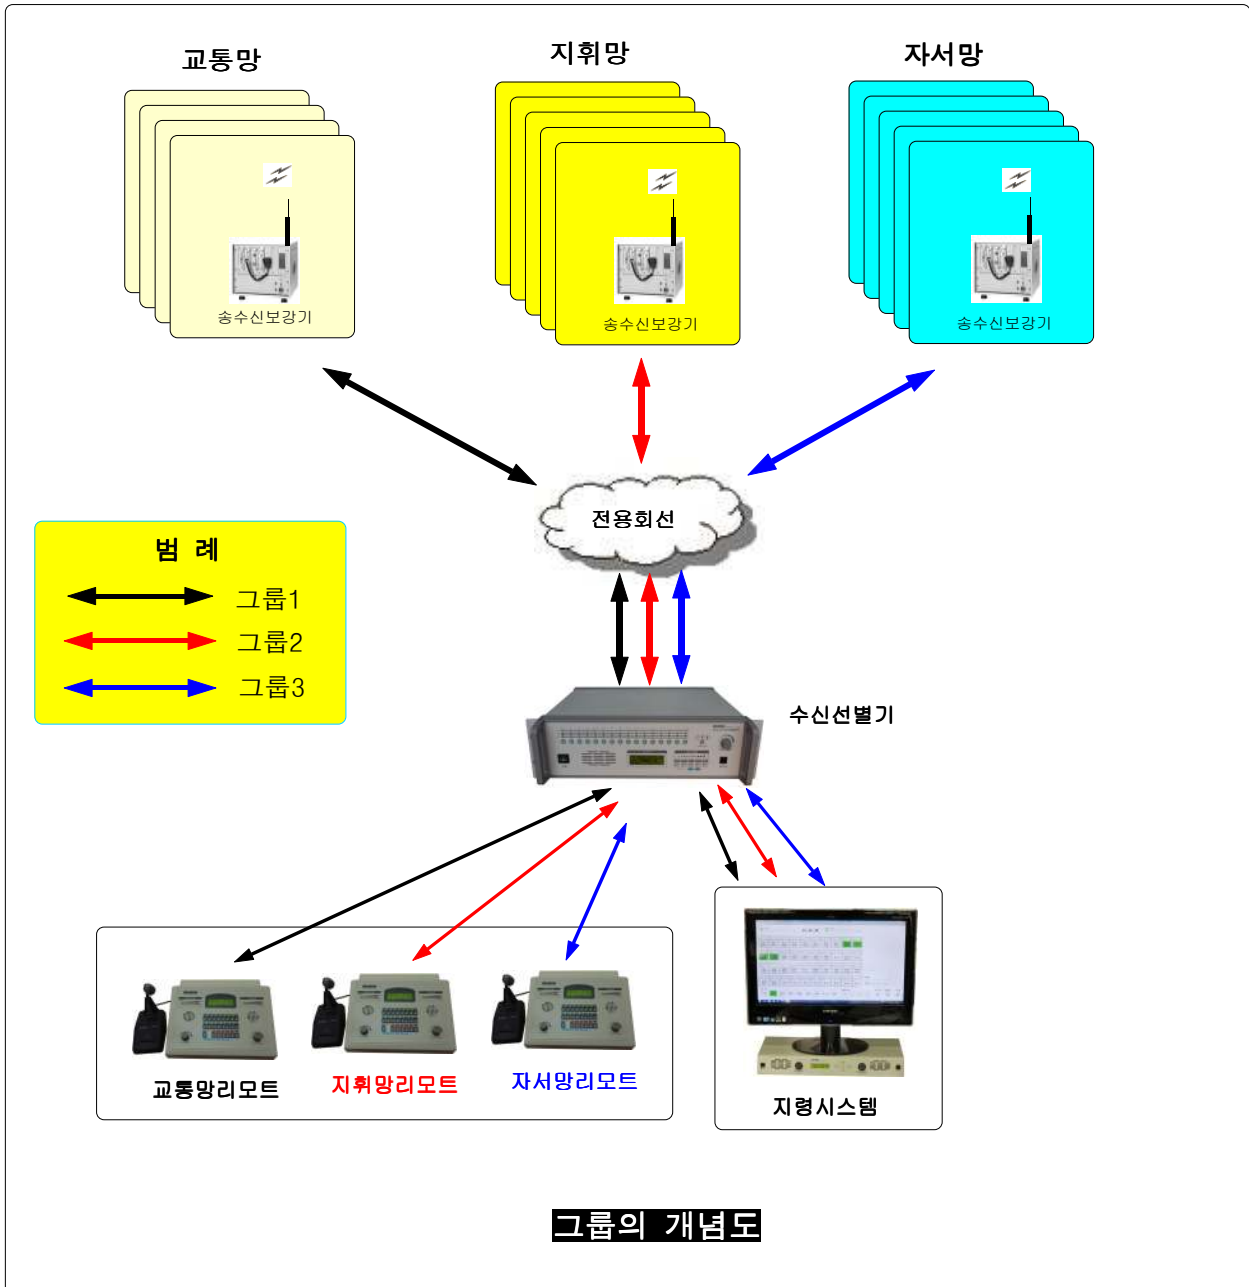 교통망
지휘망
자서망
송수신보강기
송수신보강기
송수신보강기
전용회선
범 례
그룹1
그룹2
그룹3
수신선별기
교통망리모트
지휘망리모트
자서망리모트
지령시스템
그룹의 개념도